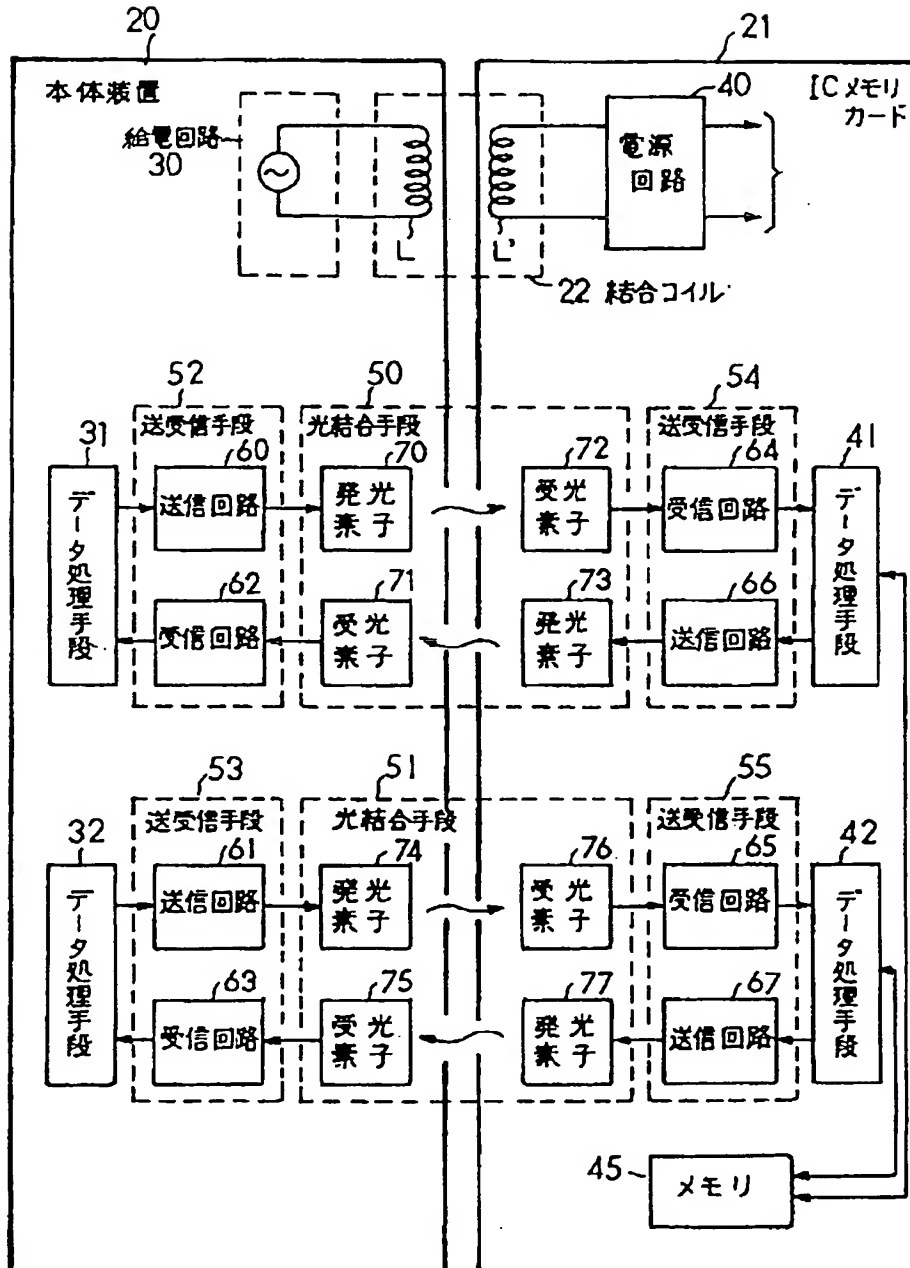 20
21
本体装置
ICメモリ
カード
給電回路
30
40
電源
回路
L
L'
22 結合コイル
52
50
54
31
送受信手段
光結合手段
送受信手段
41
60
70
72
64
データ処理手段
送信回路
発光
素子
受光
素子
受信回路
データ処理手段
62
71
73
66
受信回路
受光
素子
発光
素子
送信回路
53
51
55
32
送受信手段
光結合手段
送受信手段
42
61
74
76
65
データ処理手段
送信回路
発光
素子
受光
素子
受信回路
データ処理手段
63
75
77
67
受信回路
受光
素子
発光
素子
送信回路
45
メモリ